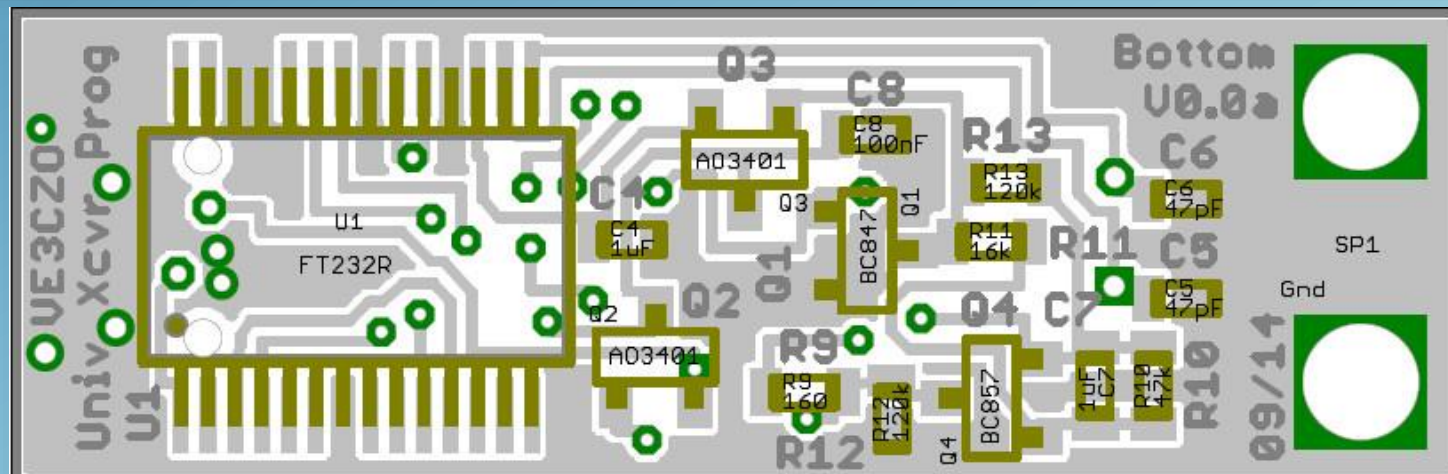 VE3CZO
Univ Xcvr Prog
U1
U1
FT232R
C4
C4
1uF
Q3
AO3401
Q3
C8
C8
100nF
Q1
BC847
Q1
Q2
Q2
AO3401
R13
R13
120k
R11
16k
R11
C6
C6
47pF
C5
C5
47pF
Bottom
V0.0a
SP1
Gnd
R9
R9
160
R12
R12
120k
Q4
BC857
Q4
C7
1uF
C7
R10
47k
R10
09/14